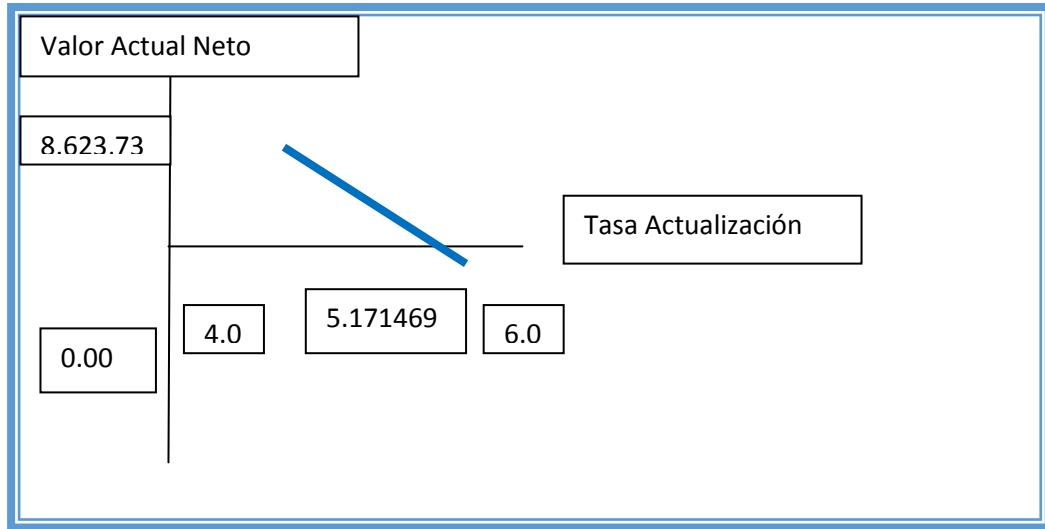 Valor Actual Neto
8.623.73
Tasa Actualización
4.0
5.171469
6.0
0.00